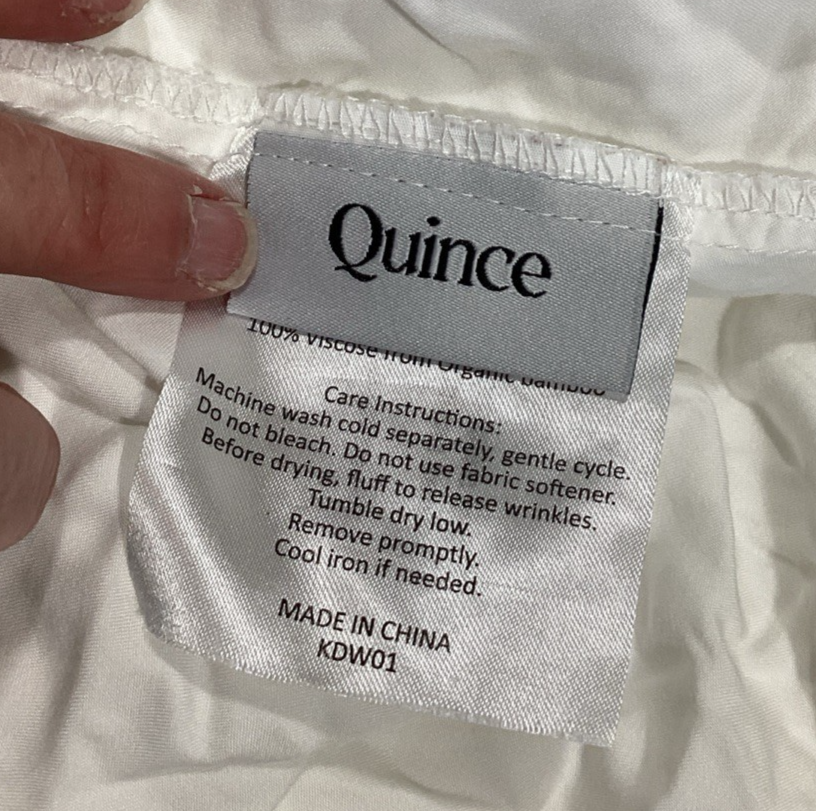 Quince
100% Viscose from Organic Bamboo
Care Instructions:
Machine wash cold separately, gentle cycle.
Do not bleach. Do not use fabric softener.
Before drying, fluff to release wrinkles.
Tumble dry low.
Remove promptly.
Cool iron if needed.
MADE IN CHINA
KDW01